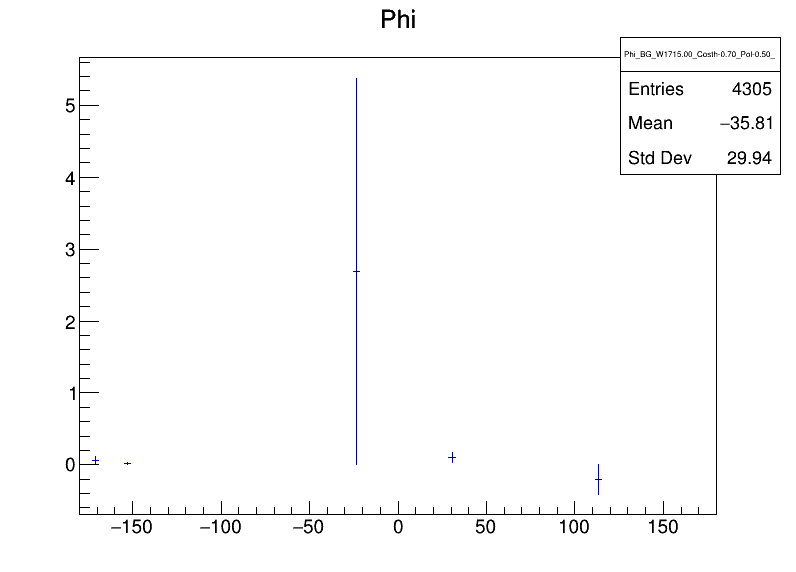 Phi
Phi_BG_W1715.00_Costh-0.70_Pol-0.50_
Entries 4305
Mean −35.81
Std Dev 29.94
5
4
3
2
1
0
−150 −100 −50 0 50 100 150